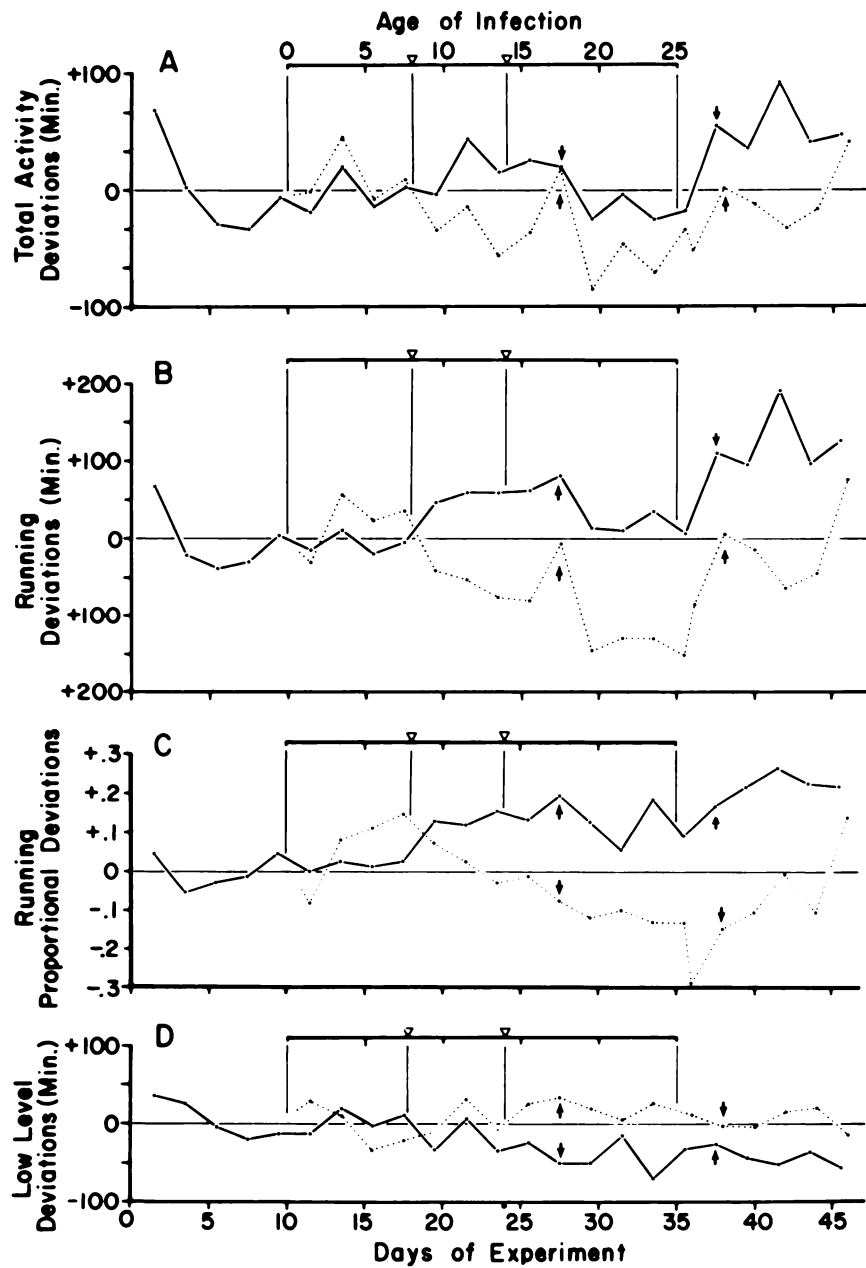 Age of Infection
0 5 10 15 20 25
A
+100
0
-100
Total Activity
Deviations (Min.)
B
+200
+100
0
+100
+200
Running
Deviations (Min.)
C
+.3
+.2
+.1
0
-.1
-.2
-.3
Running
Proportional Deviations
D
+100
0
-100
Low Level
Deviations (Min.)
0 5 10 15 20 25 30 35 40 45
Days of Experiment